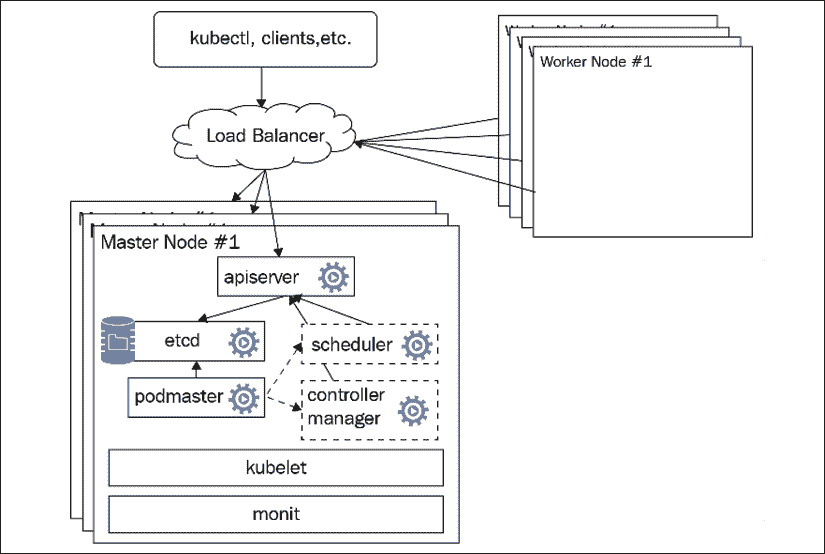 kubectl, clients,etc.
Worker Node #1
Load Balancer
Master Node #1
apiserver
etcd
scheduler
podmaster
controller
manager
kubelet
monit